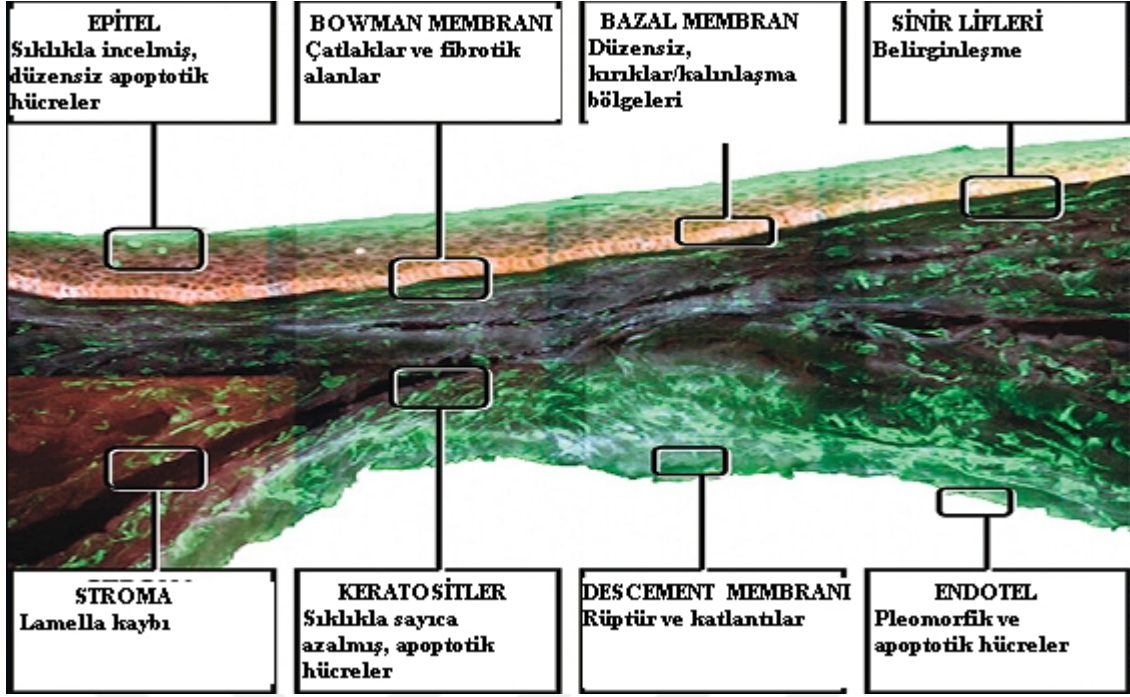 EPİTEL
Sıklıkla incelmiş,
düzensiz apoptotik
hücreler
BOWMAN MEMBRANI
Çatlaklar ve fibrotik
alanlar
BAZAL MEMBRAN
Düzensiz,
kırıklar/kalınlaşma
bölgeleri
SİNİR LİFLERİ
Belirginleşme
STROMA
Lamella kaybı
KERATOSİTLER
Sıklıkla sayıca
azalmış, apoptotik
hücreler
DESCEMENT MEMBRANI
Rüptür ve katlantılar
ENDOTEL
Pleomorfik ve
apoptotik hücreler